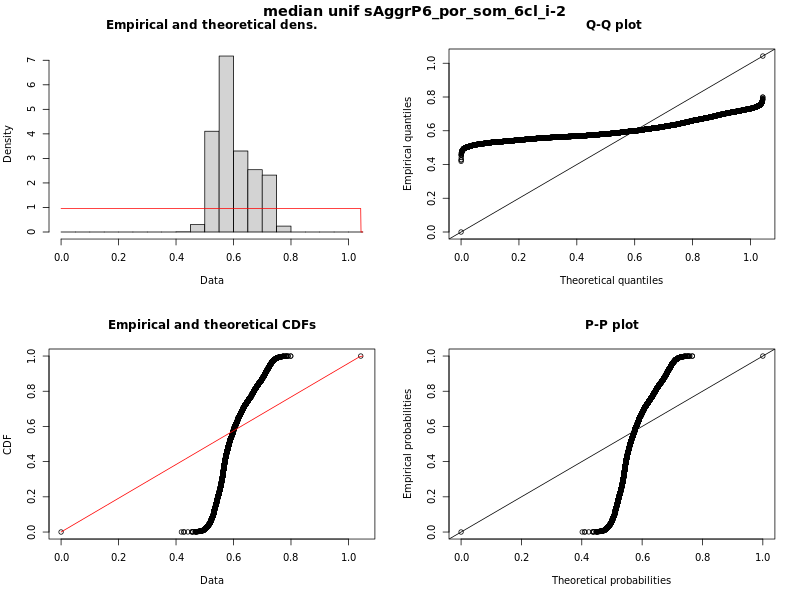 median unif sAggrP6_por_som_6cl_i-2
Empirical and theoretical dens.
Density
0 1 2 3 4 5 6 7
0.0 0.2 0.4 0.6 0.8 1.0
Data
Q-Q plot
Empirical quantiles
0.0 0.2 0.4 0.6 0.8 1.0
0.0 0.2 0.4 0.6 0.8 1.0
Theoretical quantiles
Empirical and theoretical CDFs
CDF
0.0 0.2 0.4 0.6 0.8 1.0
0.0 0.2 0.4 0.6 0.8 1.0
Data
P-P plot
Empirical probabilities
0.0 0.2 0.4 0.6 0.8 1.0
0.0 0.2 0.4 0.6 0.8 1.0
Theoretical probabilities